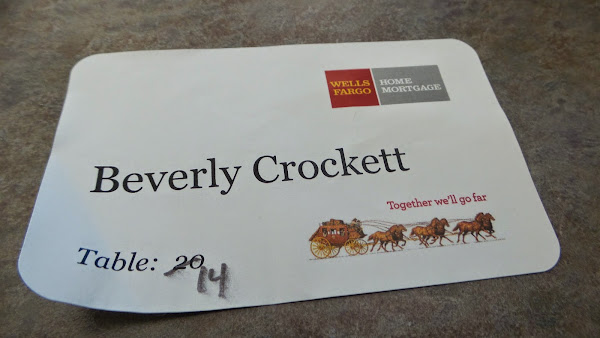 WELLS FARGO
HOME MORTGAGE
Beverly Crockett
Together we'll go far
Table: 20
14